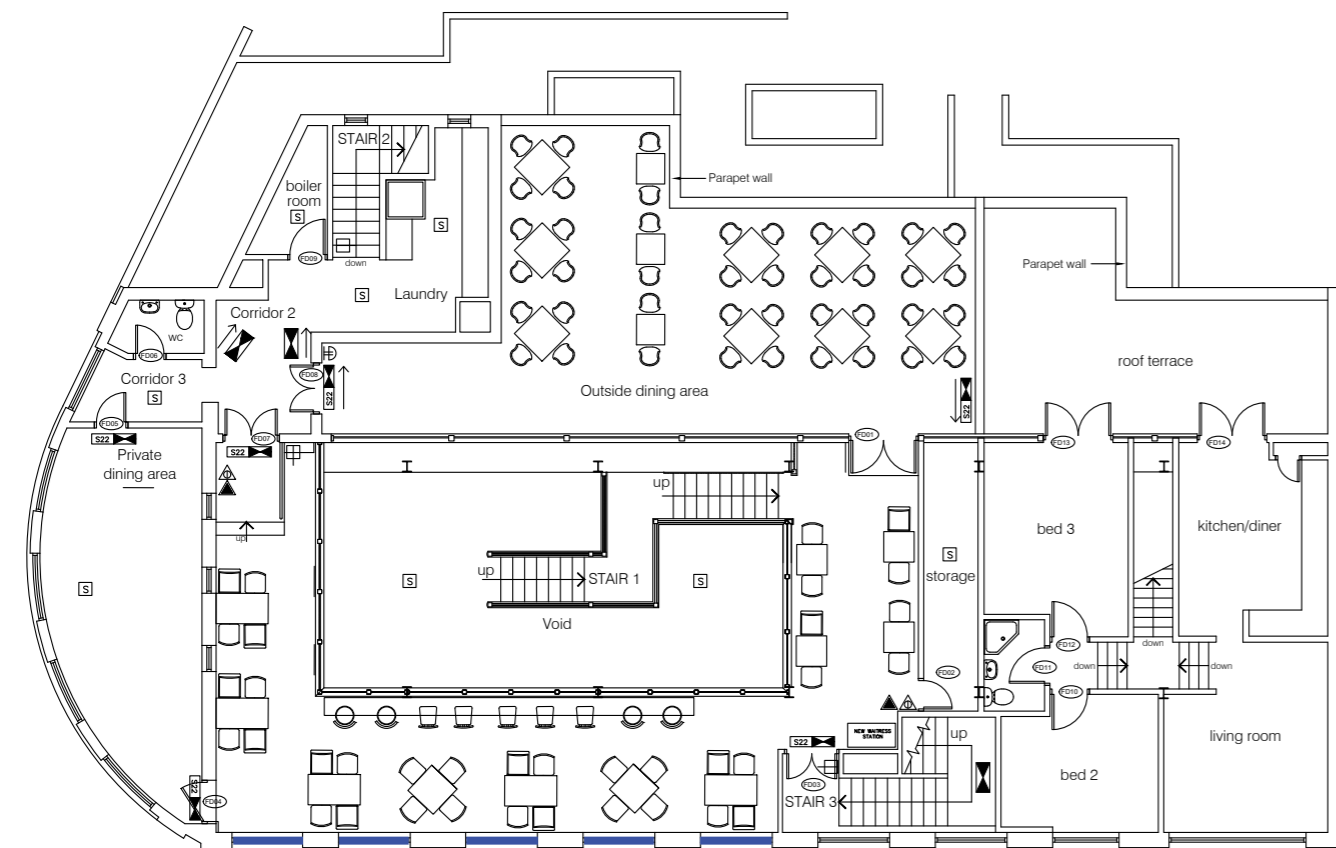 STAIR 2
boiler
room
S
S
FD09
down
S
Laundry
Parapet wall
Parapet wall
Corridor 2
WC
FD06
Corridor 3
S
FD08
S22
Outside dining area
S22
roof terrace
FD05
S22
FD07
S22
FD01
FD13
FD14
Private
dining area
up
up
bed 3
kitchen/diner
S
S
up
STAIR 1
S
S
storage
Void
FD12
down
down
down
FD11
FD02
FD10
S22
NEW WAITRESS
STATION
up
living room
S22
FD04
FD03
STAIR 3
bed 2